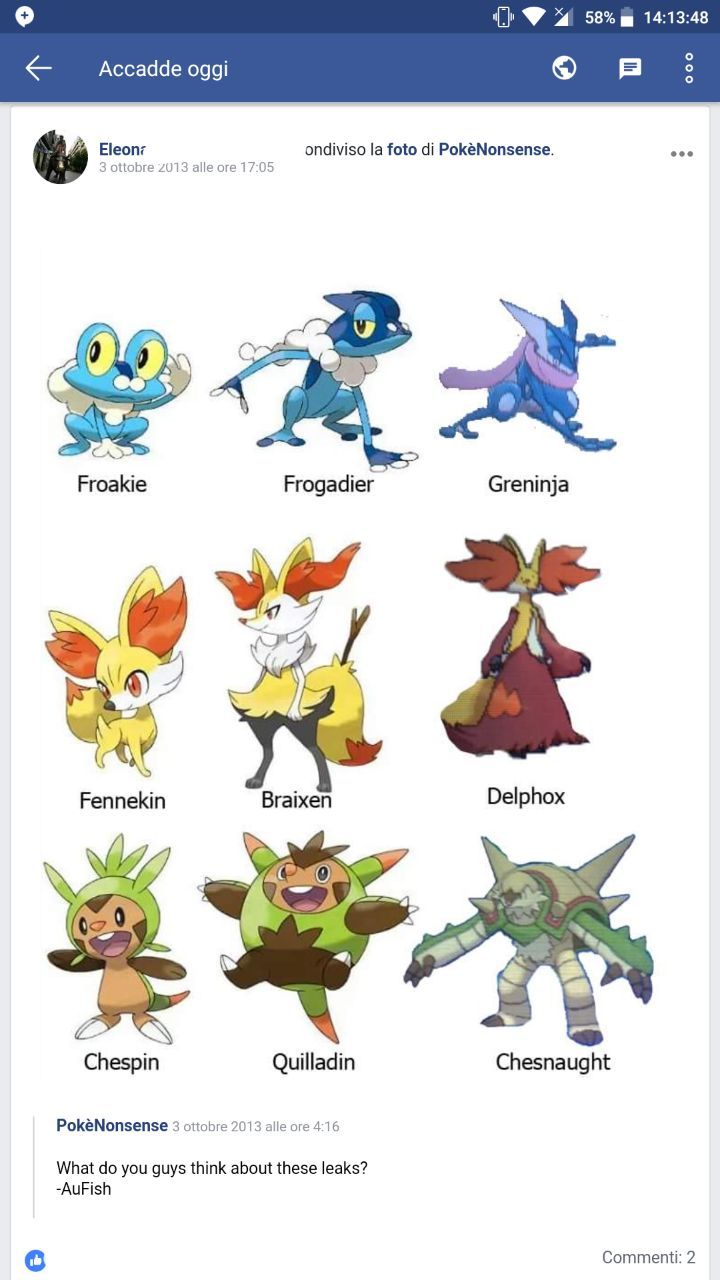 58% 14:13:48
Accadde oggi
ondiviso la foto di PokèNonsense.
3 ottobre 2013 alle ore 17:05
Froakie Frogadier Greninja
Fennekin Braixen Delphox
Chespin Quilladin Chesnaught
PokèNonsense 3 ottobre 2013 alle ore 4:16
What do you guys think about these leaks?
-AuFish
Commenti: 2